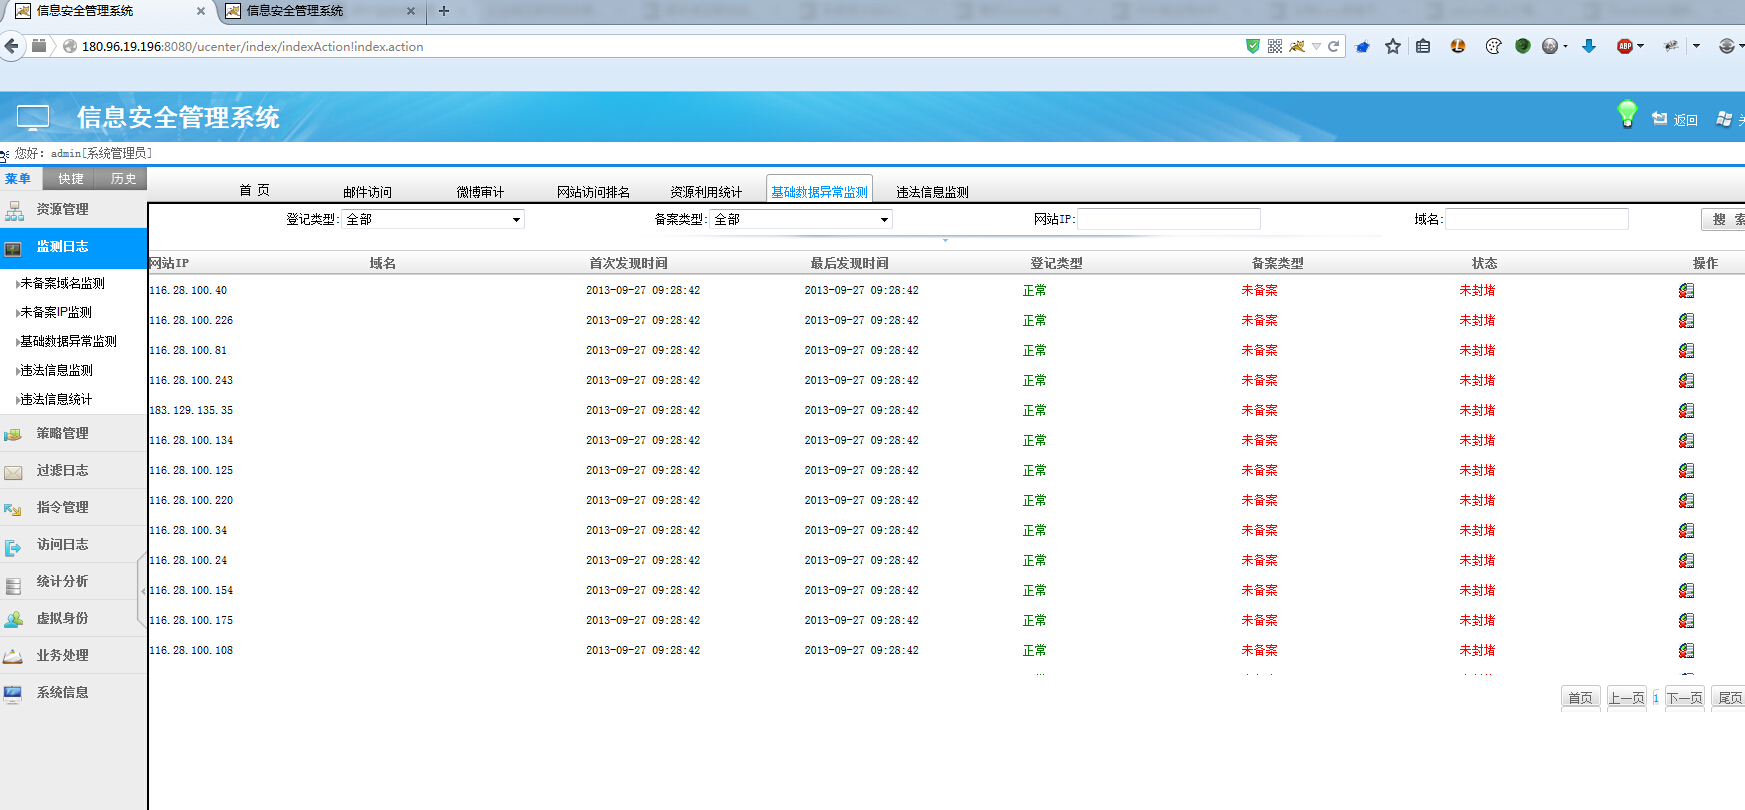 信息安全管理系统
信息安全管理系统
180.96.19.196:8080/ucenter/index/indexAction!index.action
ABP
信息安全管理系统
返回
您好：admin[系统管理员]
菜单 快捷 历史
首 页 邮件访问 微博审计 网站访问排名 资源利用统计 基础数据异常监测 违法信息监测
登记类型: 全部 备案类型: 全部 网站IP: 域名: 搜 索
资源管理
监测日志
未备案域名监测
未备案IP监测
基础数据异常监测
违法信息监测
违法信息统计
策略管理
过滤日志
指令管理
访问日志
统计分析
虚拟身份
业务处理
系统信息
网站IP 域名 首次发现时间 最后发现时间 登记类型 备案类型 状态 操作
116.28.100.40 2013-09-27 09:28:42 2013-09-27 09:28:42 正常 未备案 未封堵
116.28.100.226 2013-09-27 09:28:42 2013-09-27 09:28:42 正常 未备案 未封堵
116.28.100.81 2013-09-27 09:28:42 2013-09-27 09:28:42 正常 未备案 未封堵
116.28.100.243 2013-09-27 09:28:42 2013-09-27 09:28:42 正常 未备案 未封堵
183.129.135.35 2013-09-27 09:28:42 2013-09-27 09:28:42 正常 未备案 未封堵
116.28.100.134 2013-09-27 09:28:42 2013-09-27 09:28:42 正常 未备案 未封堵
116.28.100.125 2013-09-27 09:28:42 2013-09-27 09:28:42 正常 未备案 未封堵
116.28.100.220 2013-09-27 09:28:42 2013-09-27 09:28:42 正常 未备案 未封堵
116.28.100.34 2013-09-27 09:28:42 2013-09-27 09:28:42 正常 未备案 未封堵
116.28.100.24 2013-09-27 09:28:42 2013-09-27 09:28:42 正常 未备案 未封堵
116.28.100.154 2013-09-27 09:28:42 2013-09-27 09:28:42 正常 未备案 未封堵
116.28.100.175 2013-09-27 09:28:42 2013-09-27 09:28:42 正常 未备案 未封堵
116.28.100.108 2013-09-27 09:28:42 2013-09-27 09:28:42 正常 未备案 未封堵
首页 上一页 1 下一页 尾页